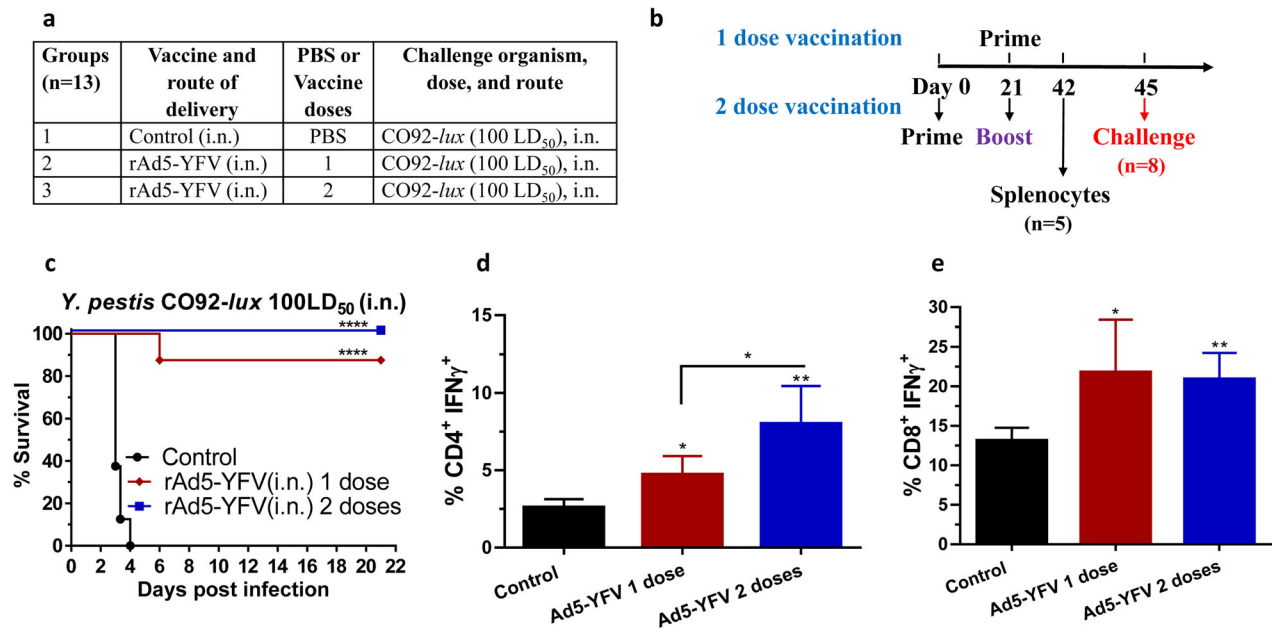 a
Groups (n=13) Vaccine and route of delivery PBS or Vaccine doses Challenge organism, dose, and route
1 Control (i.n.) PBS CO92-lux (100 LD50), i.n.
2 rAd5-YFV (i.n.) 1 CO92-lux (100 LD50), i.n.
3 rAd5-YFV (i.n.) 2 CO92-lux (100 LD50), i.n.
b
1 dose vaccination Prime
Day 0 21 42 45
2 dose vaccination
Prime Boost Challenge
(n=8)
Splenocytes
(n=5)
c
Y. pestis CO92-lux 100LD50 (i.n.)
% Survival
100
80
60
40
20
0
****
****
Control
rAd5-YFV(i.n.) 1 dose
rAd5-YFV(i.n.) 2 doses
0 2 4 6 8 10 12 14 16 18 20 22
Days post infection
d
% CD4+ IFNγ+
15
10
5
0
*
**
*
Control Ad5-YFV 1 dose Ad5-YFV 2 doses
e
% CD8+ IFNγ+
30
25
20
15
10
5
0
*
**
Control Ad5-YFV 1 dose Ad5-YFV 2 doses